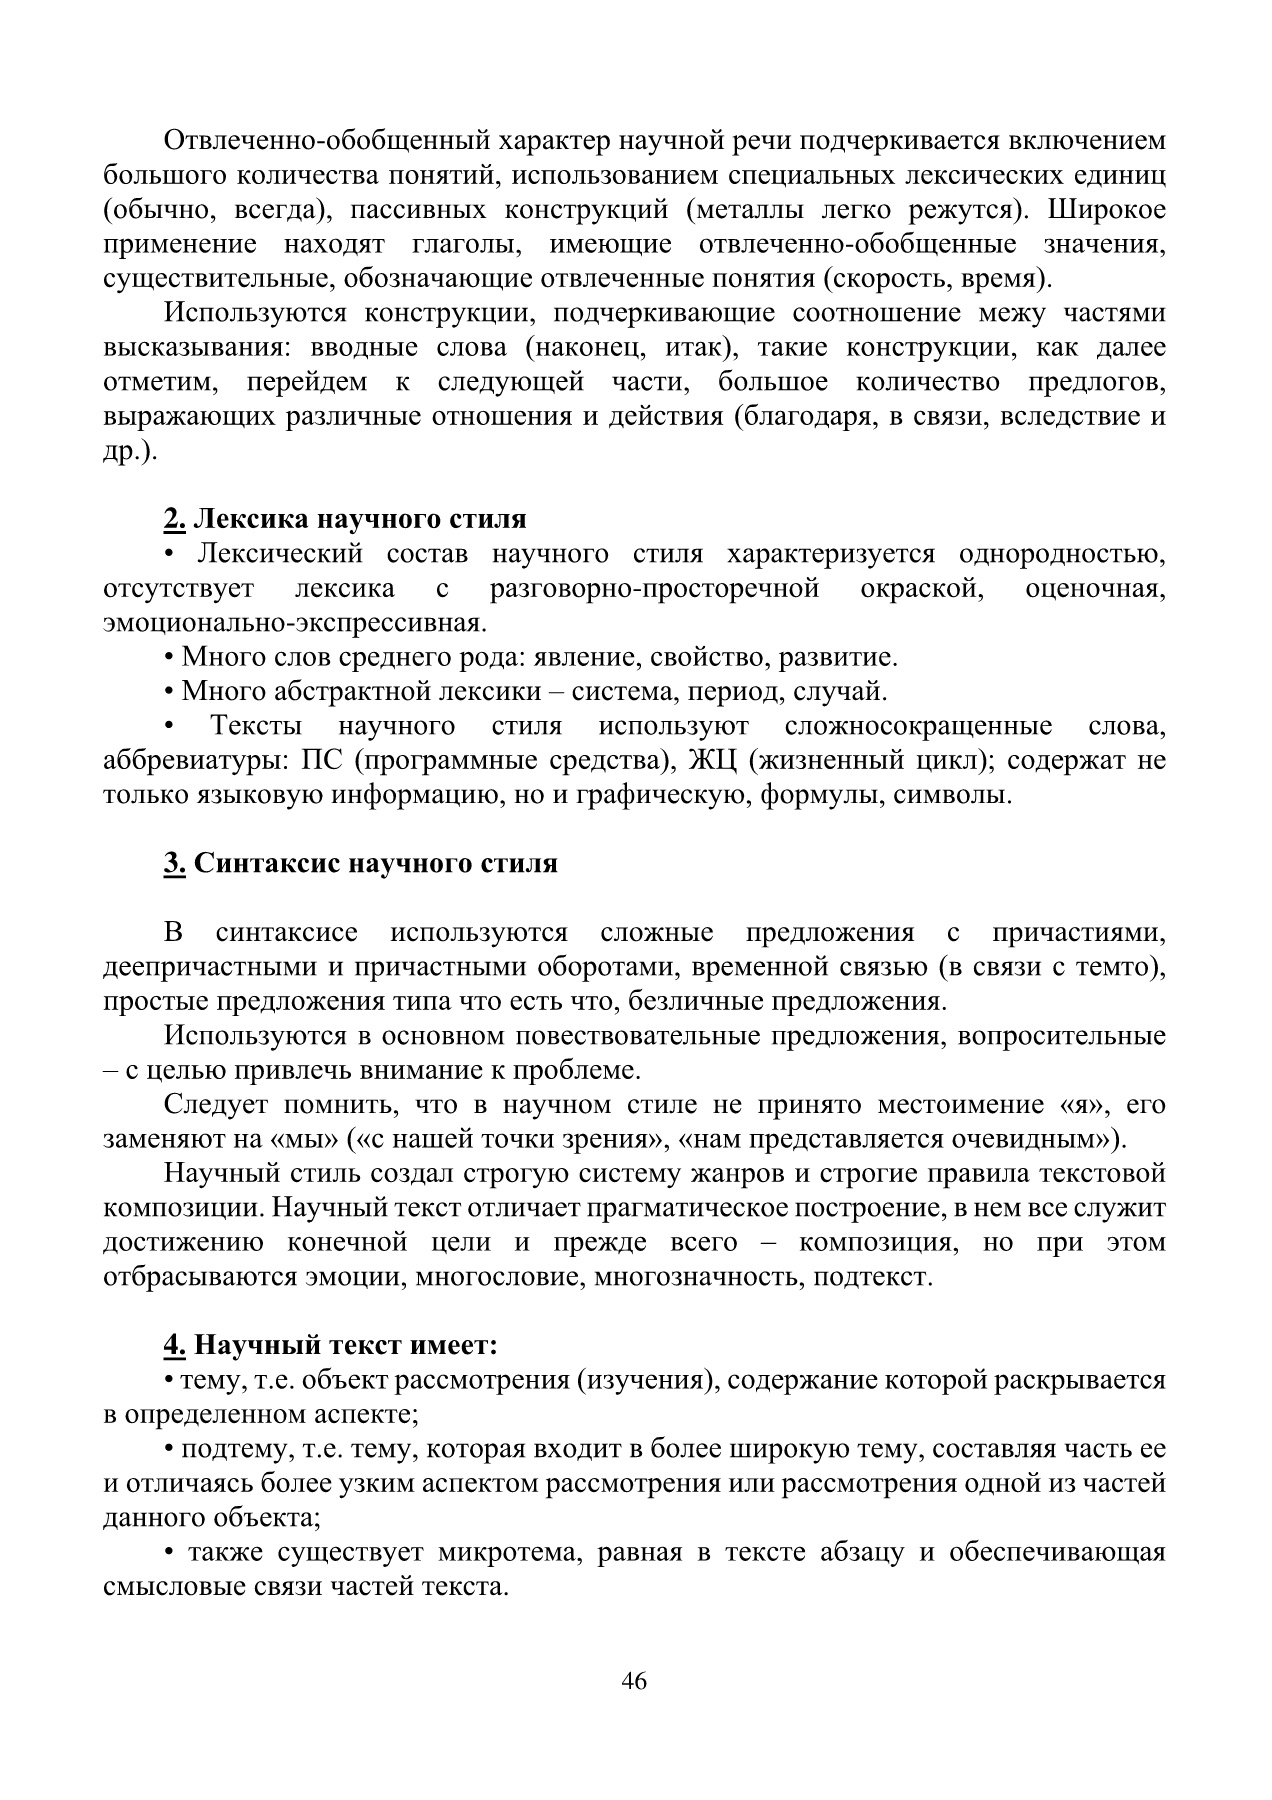 Отвлеченно-обобщенный характер научной речи подчеркивается включением
большого количества понятий, использованием специальных лексических единиц
(обычно, всегда), пассивных конструкций (металлы легко режутся). Широкое
применение находят глаголы, имеющие отвлеченно-обобщенные значения,
существительные, обозначающие отвлеченные понятия (скорость, время).
Используются конструкции, подчеркивающие соотношение межу частями
высказывания: вводные слова (наконец, итак), такие конструкции, как далее
отметим, перейдем к следующей части, большое количество предлогов,
выражающих различные отношения и действия (благодаря, в связи, вследствие и
др.).
2. Лексика научного стиля
• Лексический состав научного стиля характеризуется однородностью,
отсутствует лексика с разговорно-просторечной окраской, оценочная,
эмоционально-экспрессивная.
• Много слов среднего рода: явление, свойство, развитие.
• Много абстрактной лексики – система, период, случай.
• Тексты научного стиля используют сложносокращенные слова,
аббревиатуры: ПС (программные средства), ЖЦ (жизненный цикл); содержат не
только языковую информацию, но и графическую, формулы, символы.
3. Синтаксис научного стиля
В синтаксисе используются сложные предложения с причастиями,
деепричастными и причастными оборотами, временной связью (в связи с темто),
простые предложения типа что есть что, безличные предложения.
Используются в основном повествовательные предложения, вопросительные
– с целью привлечь внимание к проблеме.
Следует помнить, что в научном стиле не принято местоимение «я», его
заменяют на «мы» («с нашей точки зрения», «нам представляется очевидным»).
Научный стиль создал строгую систему жанров и строгие правила текстовой
композиции. Научный текст отличает прагматическое построение, в нем все служит
достижению конечной цели и прежде всего – композиция, но при этом
отбрасываются эмоции, многословие, многозначность, подтекст.
4. Научный текст имеет:
• тему, т.е. объект рассмотрения (изучения), содержание которой раскрывается
в определенном аспекте;
• подтему, т.е. тему, которая входит в более широкую тему, составляя часть ее
и отличаясь более узким аспектом рассмотрения или рассмотрения одной из частей
данного объекта;
• также существует микротема, равная в тексте абзацу и обеспечивающая
смысловые связи частей текста.
46